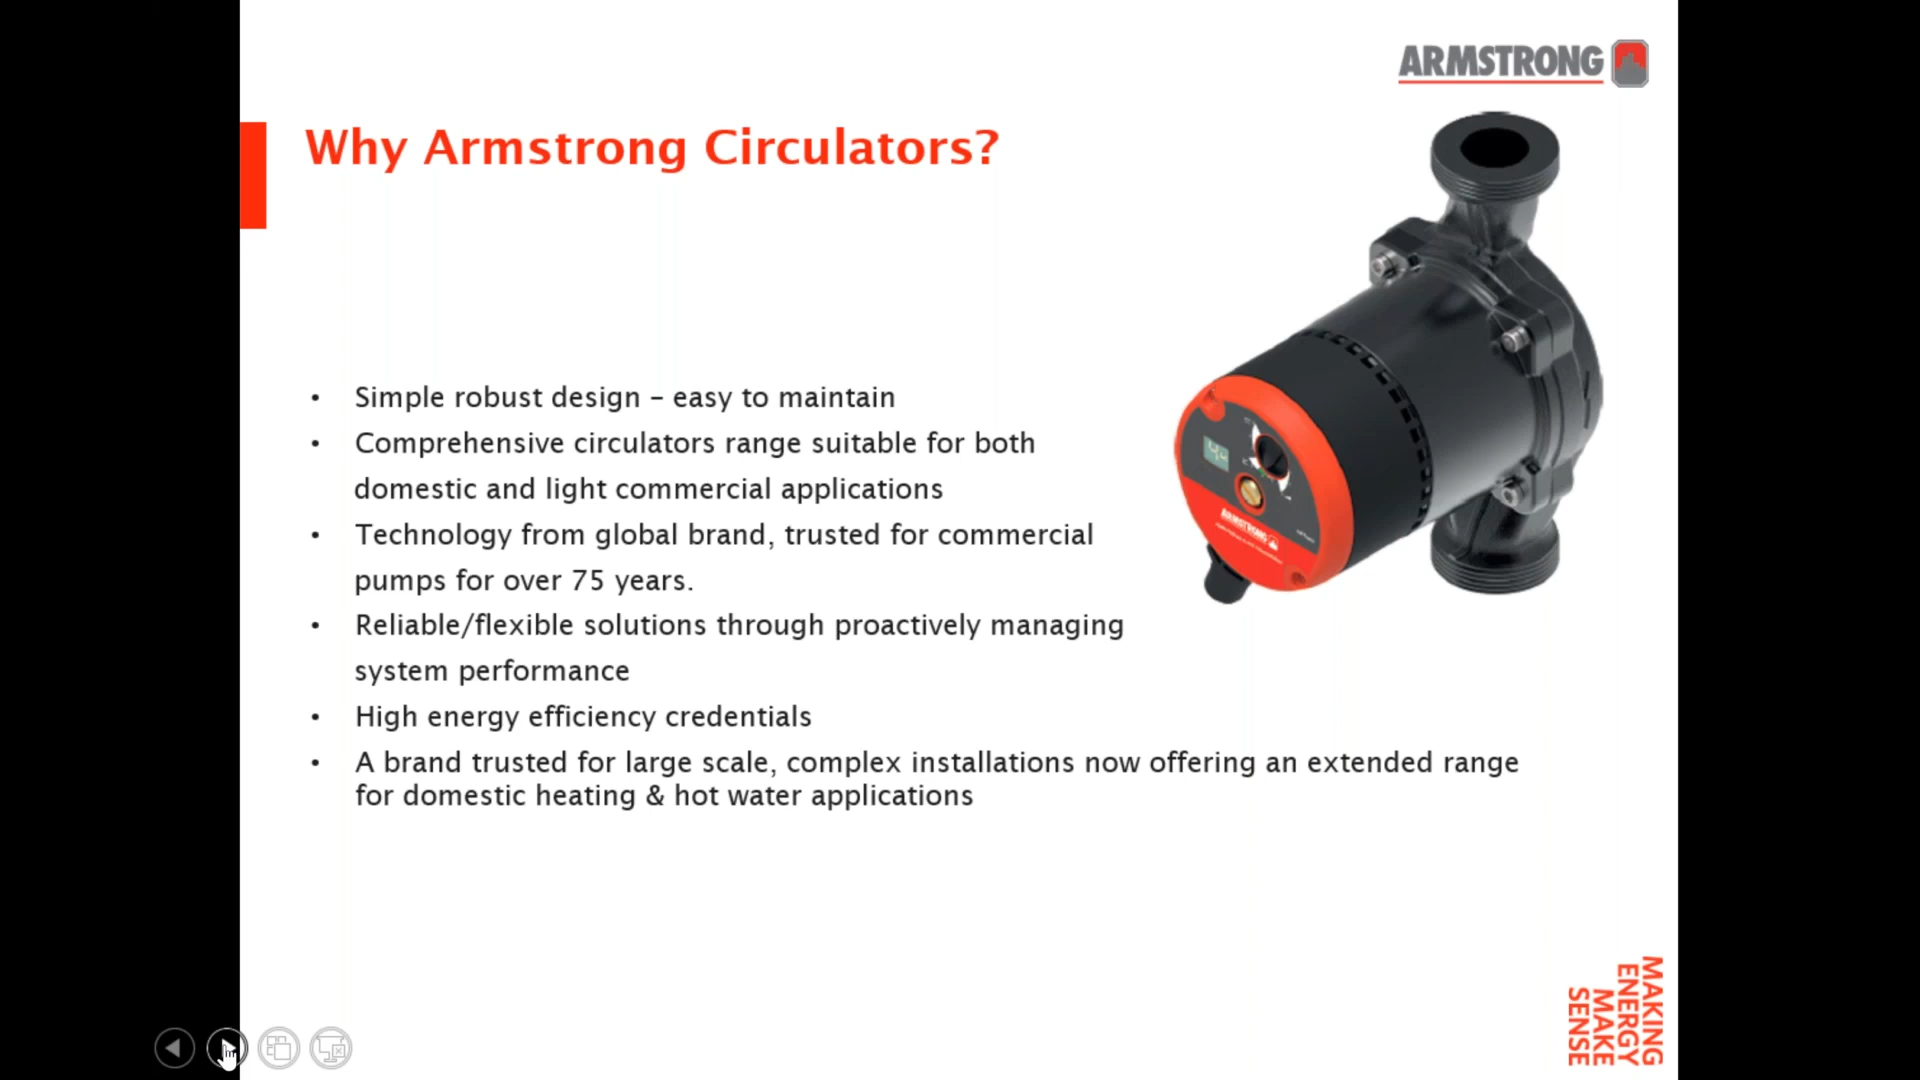 ARMSTRONG
Why Armstrong Circulators?
• Simple robust design – easy to maintain
• Comprehensive circulators range suitable for both
domestic and light commercial applications
• Technology from global brand, trusted for commercial
pumps for over 75 years.
• Reliable/flexible solutions through proactively managing
system performance
• High energy efficiency credentials
• A brand trusted for large scale, complex installations now offering an extended range
for domestic heating & hot water applications
ARMSTRONG
MAKING
ENERGY
MAKE
SENSE